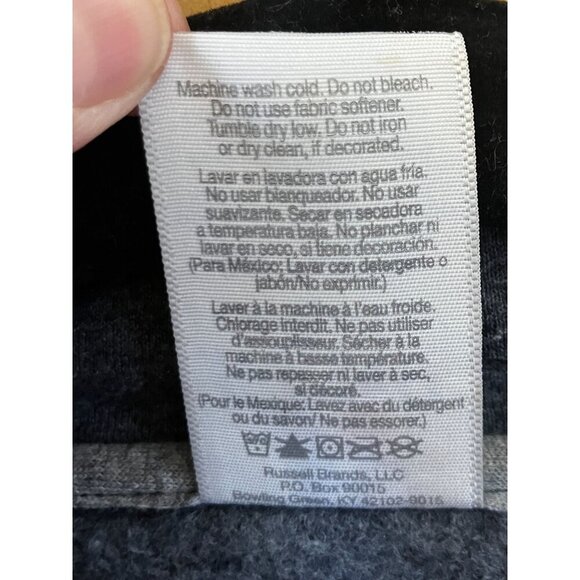 Machine wash cold. Do not bleach.
Do not use fabric softener.
Tumble dry low. Do not iron
or dry clean, if decorated.
Lavar en lavadora con agua fría.
No usar blanqueador. No usar
suavizante. Secar en secadora
a temperatura baja. No planchar ni
lavar en seco, si tiene decoración.
(Para México: Lavar con detergente o
jabón/No exprimir.)
Laver à la machine à l'eau froide.
Chlorage interdit. Ne pas utiliser
d'assouplisseur. Sécher à la
machine à basse température.
Ne pas repasser ni laver à sec,
si décoré.
(Pour le Mexique: Lavez avec du détergent
ou du savon/ Ne pas essorer.)
Russell Brands, LLC
P.O. Box 90015
Bowling Green, KY 42102-9015